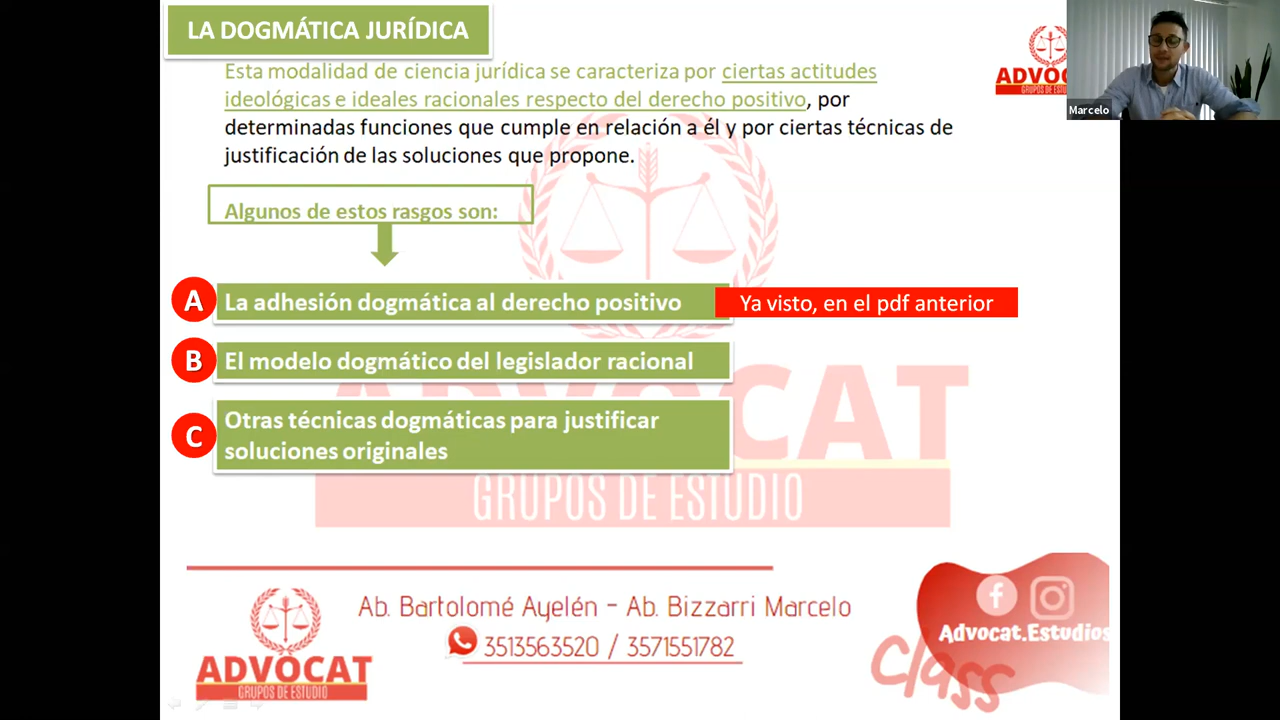 LA DOGMÁTICA JURÍDICA
Esta modalidad de ciencia jurídica se caracteriza por ciertas actitudes
ideológicas e ideales racionales respecto del derecho positivo, por
determinadas funciones que cumple en relación a él y por ciertas técnicas de
justificación de las soluciones que propone.
ADVOCAT
GRUPOS DE ESTUDIO
Marcelo
Algunos de estos rasgos son:
A
La adhesión dogmática al derecho positivo
Ya visto, en el pdf anterior
B
El modelo dogmático del legislador racional
C
Otras técnicas dogmáticas para justificar
soluciones originales
ADVOCAT
GRUPOS DE ESTUDIO
Ab. Bartolomé Ayelén - Ab. Bizzarri Marcelo
3513563520 / 3571551782
ADVOCAT
GRUPOS DE ESTUDIO
Advocat.Estudios
class